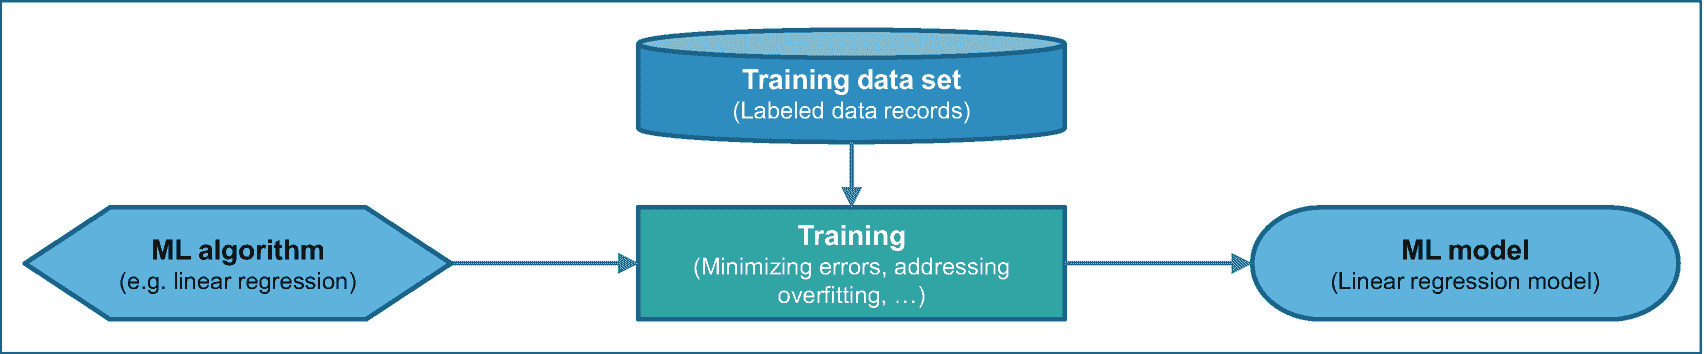 Training data set
(Labeled data records)
ML algorithm
(e.g. linear regression)
Training
(Minimizing errors, addressing
overfitting, …)
ML model
(Linear regression model)